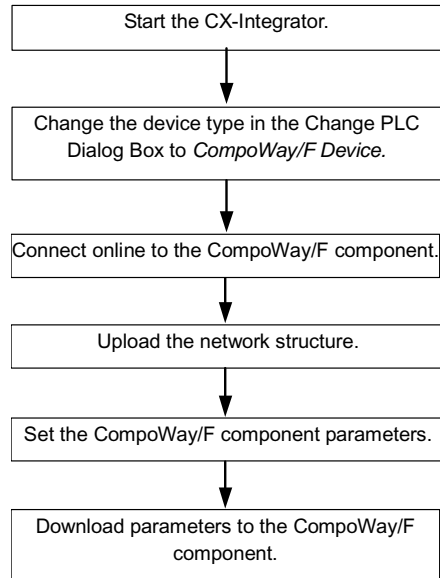 Start the CX-Integrator.
Change the device type in the Change PLC
Dialog Box to CompoWay/F Device.
Connect online to the CompoWay/F component.
Upload the network structure.
Set the CompoWay/F component parameters.
Download parameters to the CompoWay/F
component.